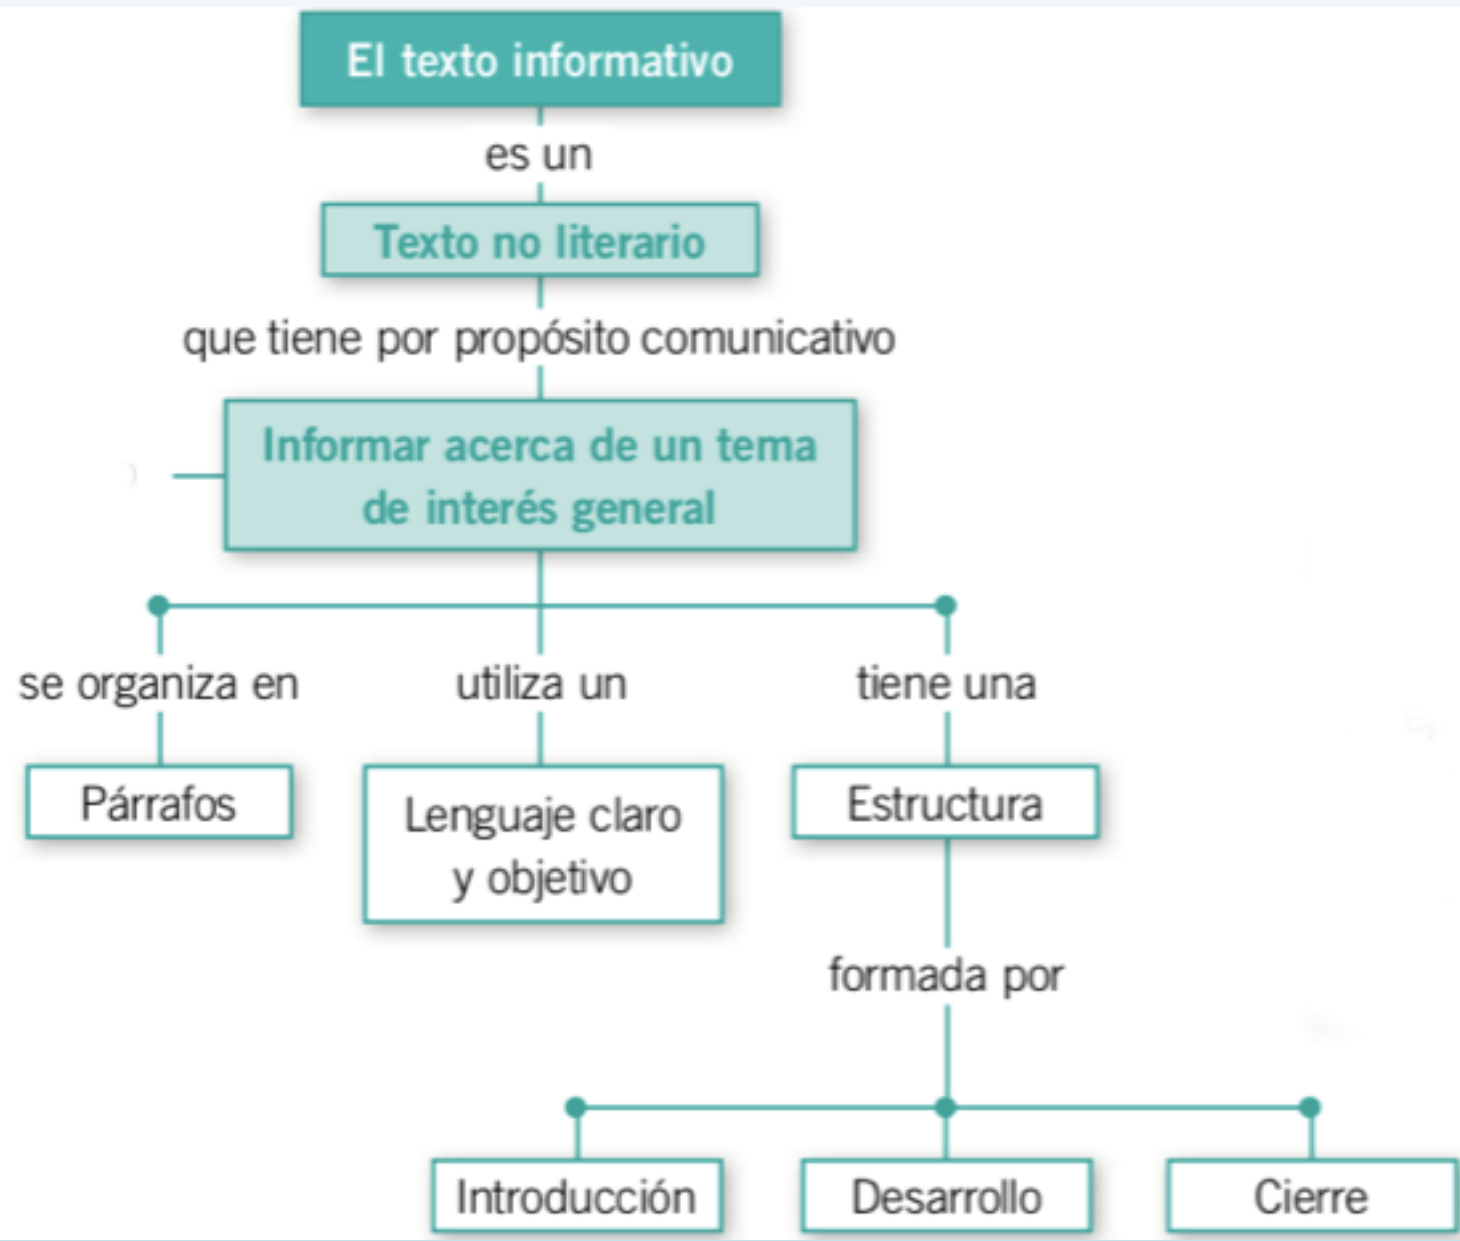 El texto informativo
es un
Texto no literario
que tiene por propósito comunicativo
Informar acerca de un tema
de interés general
se organiza en
utiliza un
tiene una
Párrafos
Lenguaje claro
y objetivo
Estructura
formada por
Introducción
Desarrollo
Cierre